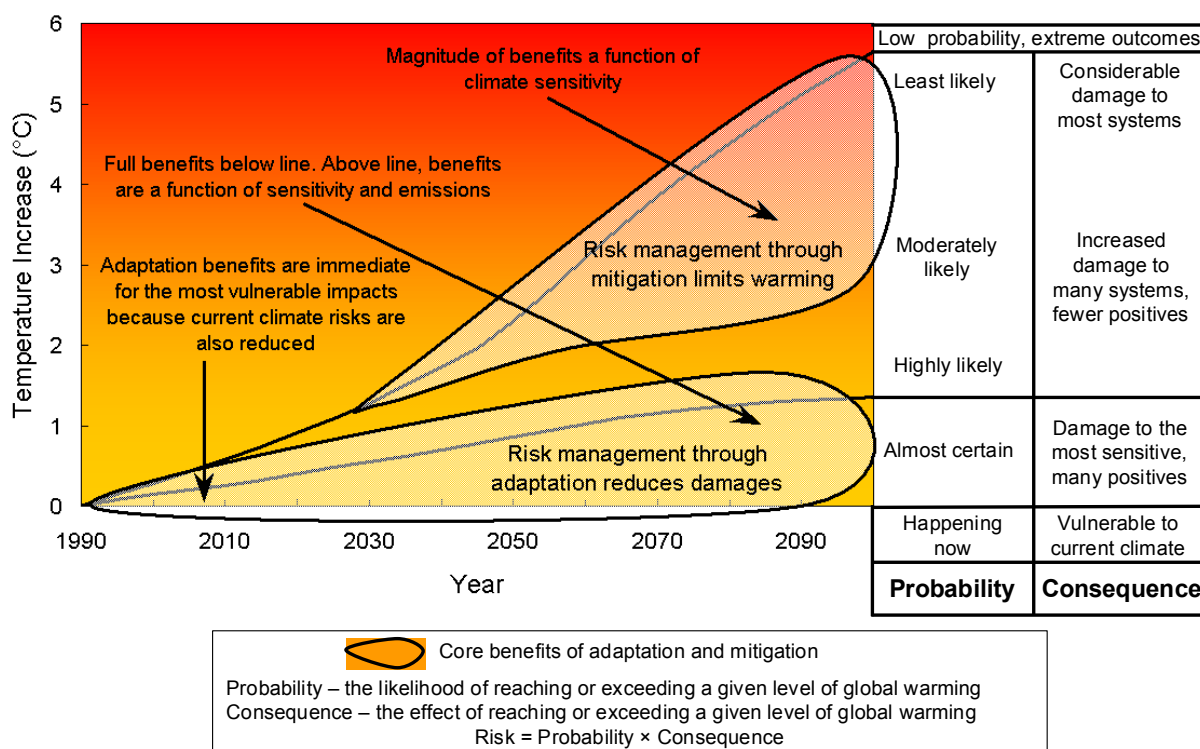 6
5
4
3
2
1
0
Temperature Increase (°C)
1990
2010
2030
2050
2070
2090
Year
Magnitude of benefits a function of
climate sensitivity
Full benefits below line. Above line, benefits
are a function of sensitivity and emissions
Adaptation benefits are immediate
for the most vulnerable impacts
because current climate risks are
also reduced
Risk management through
mitigation limits warming
Risk management through
adaptation reduces damages
Low probability, extreme outcomes
Least likely
Considerable
damage to
most systems
Moderately
likely
Increased
damage to
many systems,
fewer positives
Highly likely
Almost certain
Damage to the
most sensitive,
many positives
Happening
now
Vulnerable to
current climate
Probability
Consequence
Core benefits of adaptation and mitigation
Probability – the likelihood of reaching or exceeding a given level of global warming
Consequence – the effect of reaching or exceeding a given level of global warming
Risk = Probability × Consequence